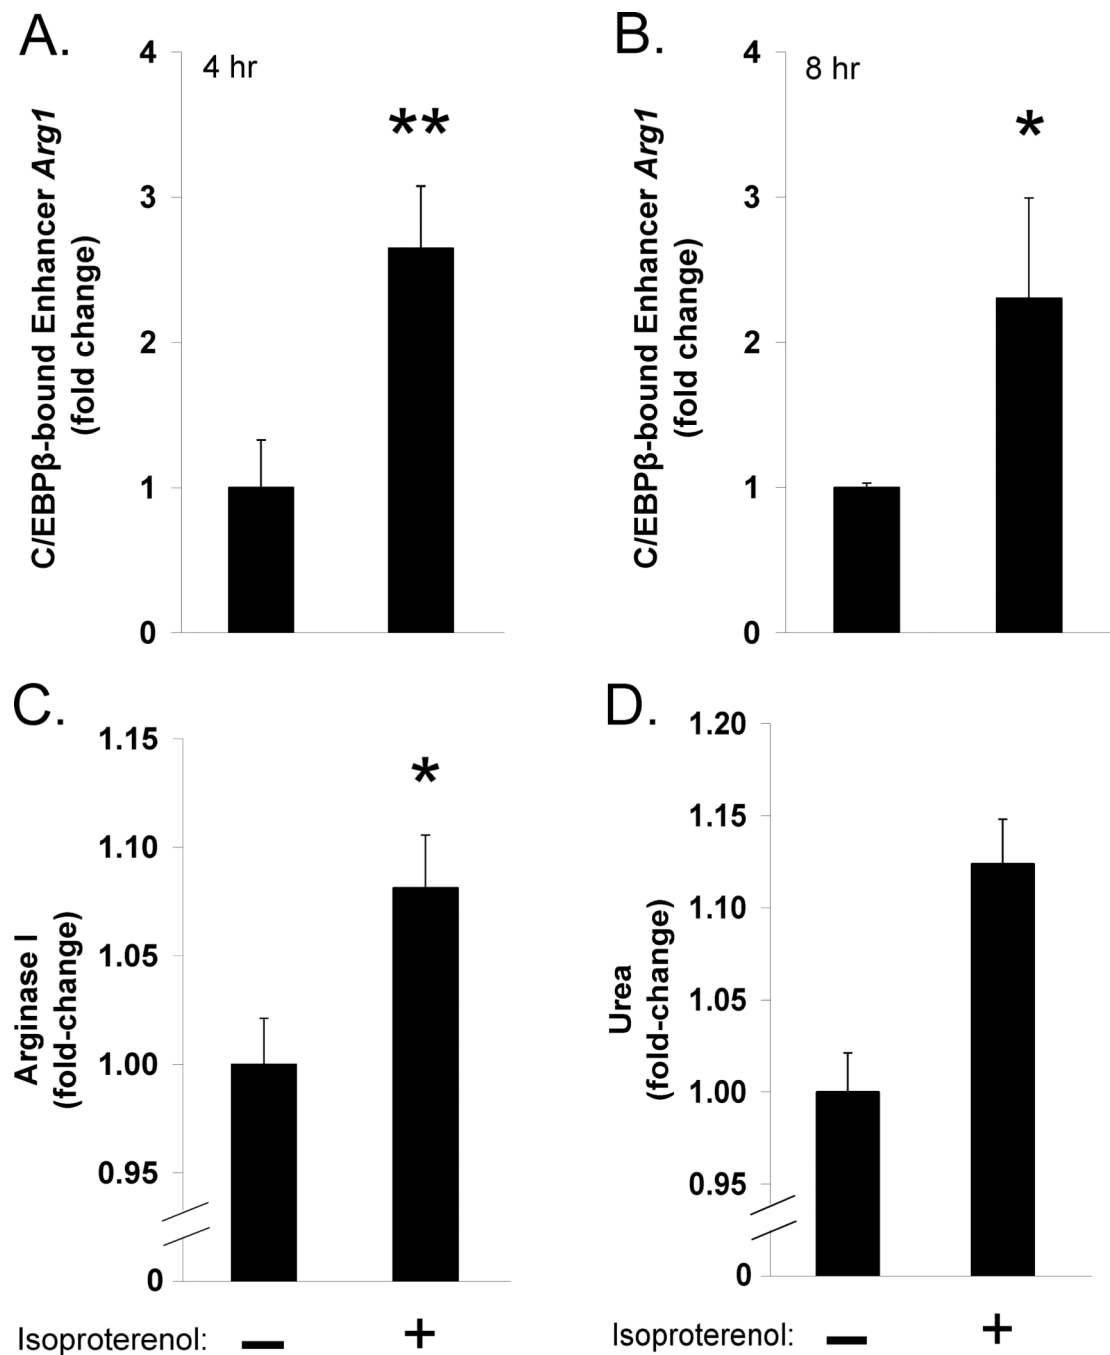 A.
4 hr
4
3
2
1
0
C/EBPβ-bound Enhancer Arg1
(fold change)
**
B.
8 hr
4
3
2
1
0
C/EBPβ-bound Enhancer Arg1
(fold change)
*
C.
1.15
1.10
1.05
1.00
0.95
0
Arginase I
(fold-change)
*
Isoproterenol: − +
D.
1.20
1.15
1.10
1.05
1.00
0.95
0
Urea
(fold-change)
Isoproterenol: − +